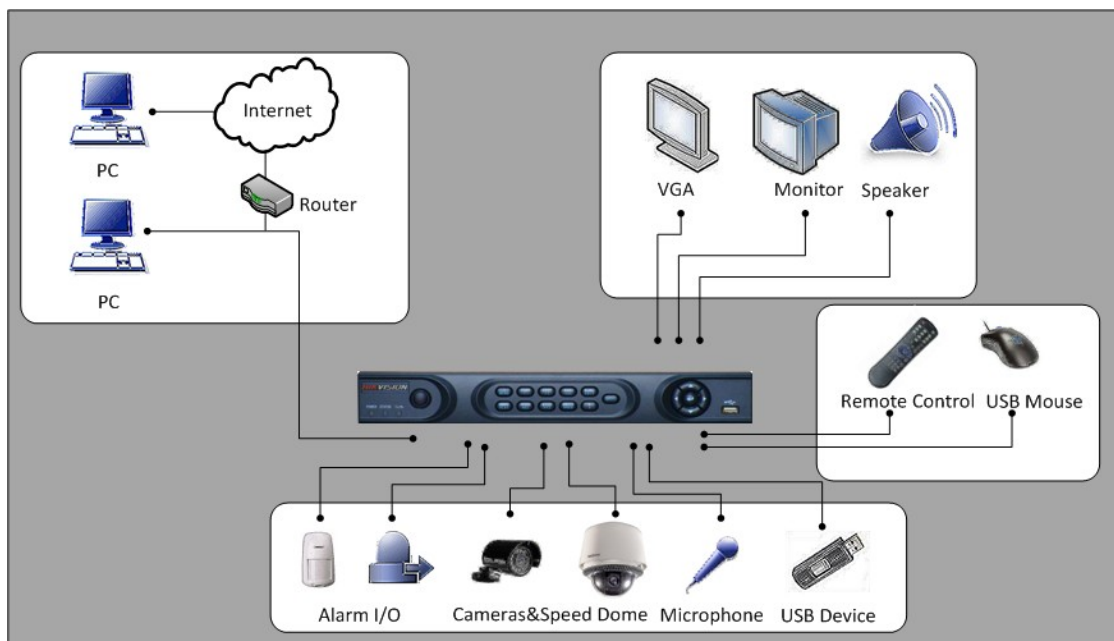 Internet
PC
Router
PC
VGA
Monitor
Speaker
HIKVISION
Remote Control
USB Mouse
Alarm I/O
Cameras&Speed Dome
Microphone
USB Device